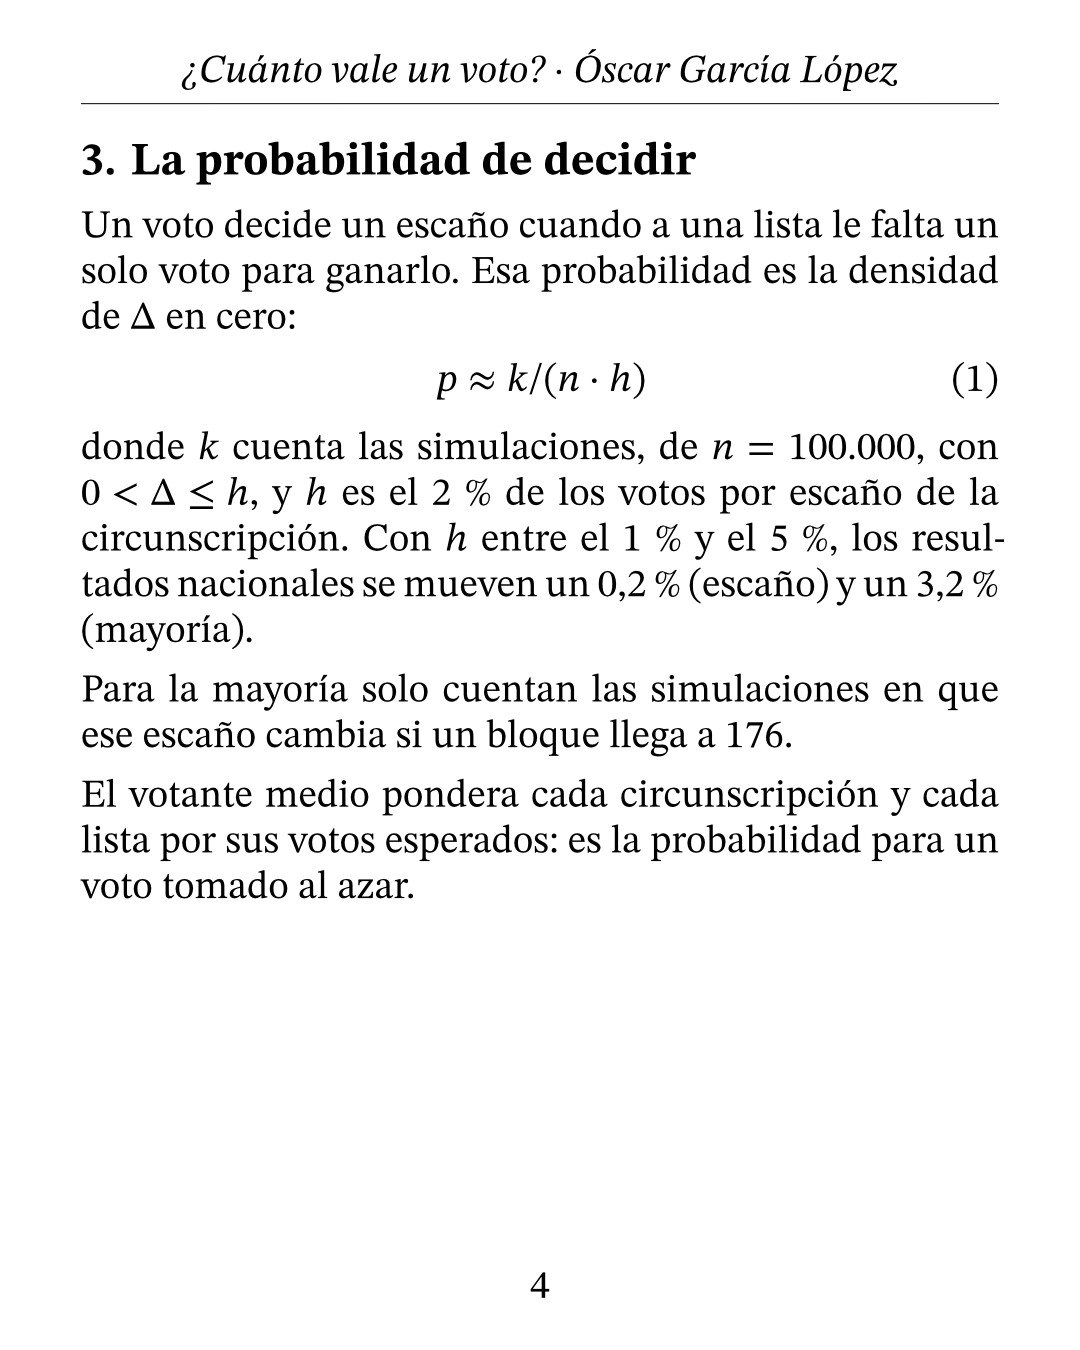 ¿Cuánto vale un voto? · Óscar García López
3. La probabilidad de decidir
Un voto decide un escaño cuando a una lista le falta un
solo voto para ganarlo. Esa probabilidad es la densidad
de Δ en cero:
p ≈ k/(n · h) (1)
donde k cuenta las simulaciones, de n = 100.000, con
0 < Δ ≤ h, y h es el 2 % de los votos por escaño de la
circunscripción. Con h entre el 1 % y el 5 %, los resul-
tados nacionales se mueven un 0,2 % (escaño) y un 3,2 %
(mayoría).
Para la mayoría solo cuentan las simulaciones en que
ese escaño cambia si un bloque llega a 176.
El votante medio pondera cada circunscripción y cada
lista por sus votos esperados: es la probabilidad para un
voto tomado al azar.
4